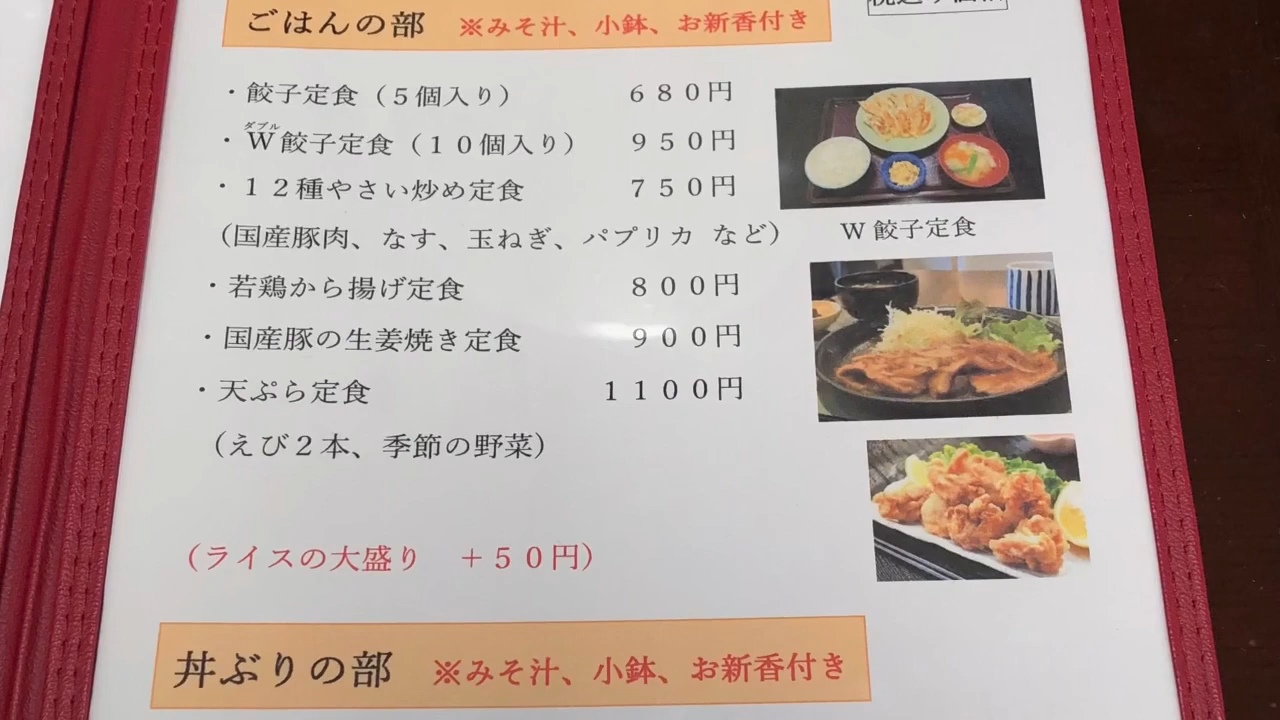 ごはんの部 ※みそ汁、小鉢、お新香付き
・餃子定食（５個入り） ６８０円
ダブル
・Ｗ餃子定食（１０個入り） ９５０円
・１２種やさい炒め定食 ７５０円
（国産豚肉、なす、玉ねぎ、パプリカ など）
Ｗ餃子定食
・若鶏から揚げ定食 ８００円
・国産豚の生姜焼き定食 ９００円
・天ぷら定食 １１００円
（えび２本、季節の野菜）
（ライスの大盛り ＋５０円）
丼ぶりの部 ※みそ汁、小鉢、お新香付き